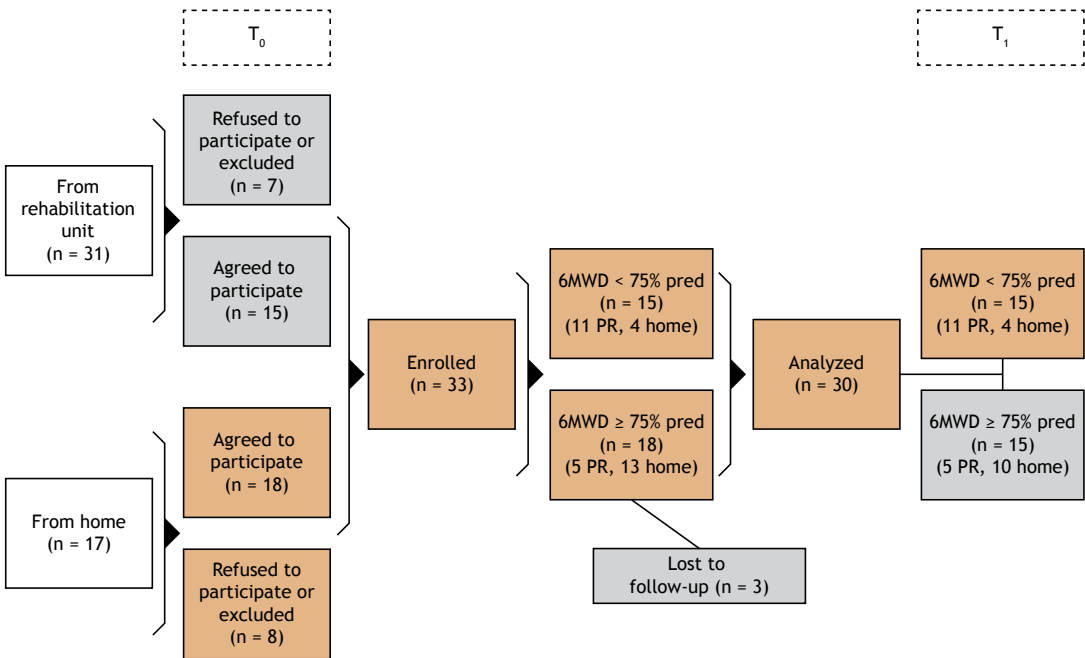 T0
T1
Refused to
participate or
excluded
(n = 7)
From
rehabilitation
unit
(n = 31)
Agreed to
participate
(n = 15)
Agreed to
participate
(n = 18)
From home
(n = 17)
Refused to
participate or
excluded
(n = 8)
Enrolled
(n = 33)
6MWD < 75% pred
(n = 15)
(11 PR, 4 home)
6MWD ≥ 75% pred
(n = 18)
(5 PR, 13 home)
Lost to
follow-up (n = 3)
Analyzed
(n = 30)
6MWD < 75% pred
(n = 15)
(11 PR, 4 home)
6MWD ≥ 75% pred
(n = 15)
(5 PR, 10 home)